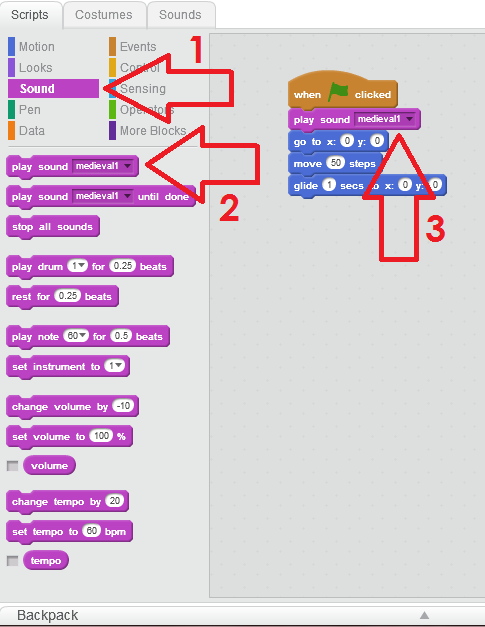 Scripts Costumes Sounds
Motion Events
Looks Control
Sound Sensing
Pen Operators
Data More Blocks
1
play sound medieval1
2
play sound medieval1 until done
stop all sounds
play drum 1 for 0.25 beats
rest for 0.25 beats
play note 60 for 0.5 beats
set instrument to 1
change volume by -10
set volume to 100 %
volume
change tempo by 20
set tempo to 60 bpm
tempo
when clicked
play sound medieval1
go to x: 0 y: 0
move 50 steps
glide 1 secs to x: 0 y: 0
3
Backpack